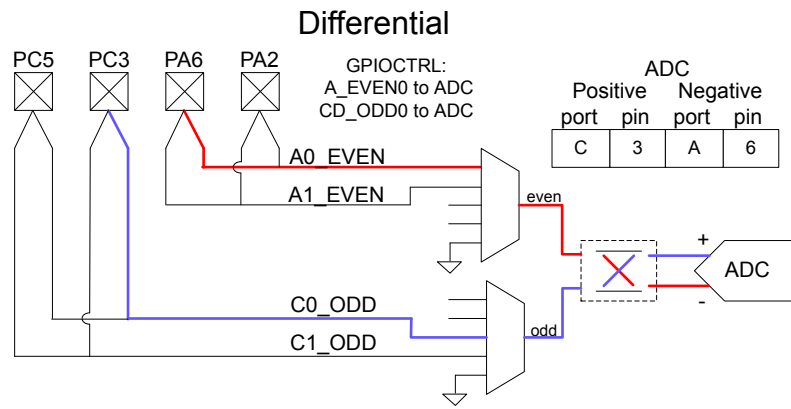 Differential
PC5 PC3 PA6 PA2
GPIOCTRL:
A_EVEN0 to ADC
CD_ODD0 to ADC
ADC
Positive Negative
port pin port pin
C 3 A 6
A0_EVEN
A1_EVEN
even
+
ADC
-
C0_ODD
odd
C1_ODD